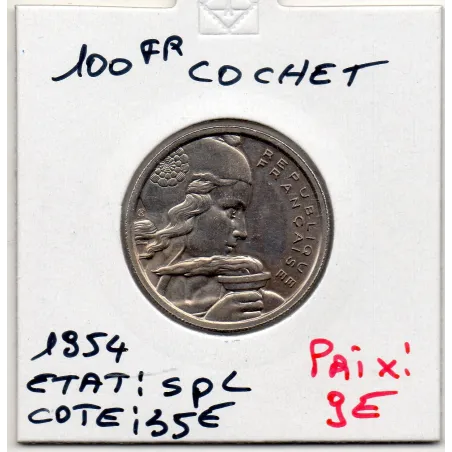 100 FR COCHET
REPUBLIQUE
FRANÇAISE
1954
ETAT: SPL
COTE: 35€
PRix:
9€